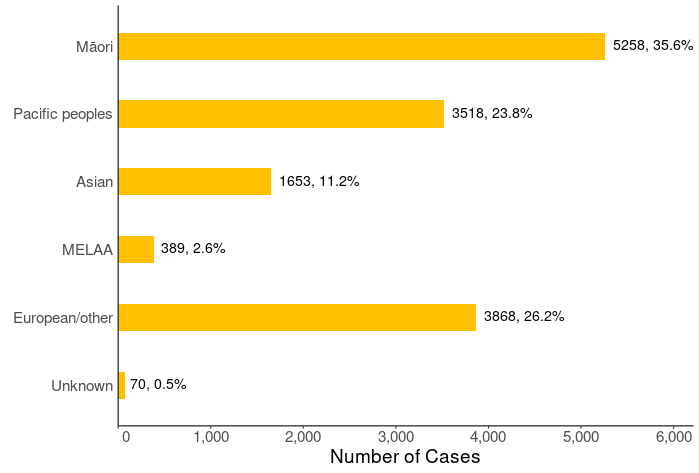 Māori 5258, 35.6%
Pacific peoples 3518, 23.8%
Asian 1653, 11.2%
MELAA 389, 2.6%
European/other 3868, 26.2%
Unknown 70, 0.5%
0 1,000 2,000 3,000 4,000 5,000 6,000
Number of Cases